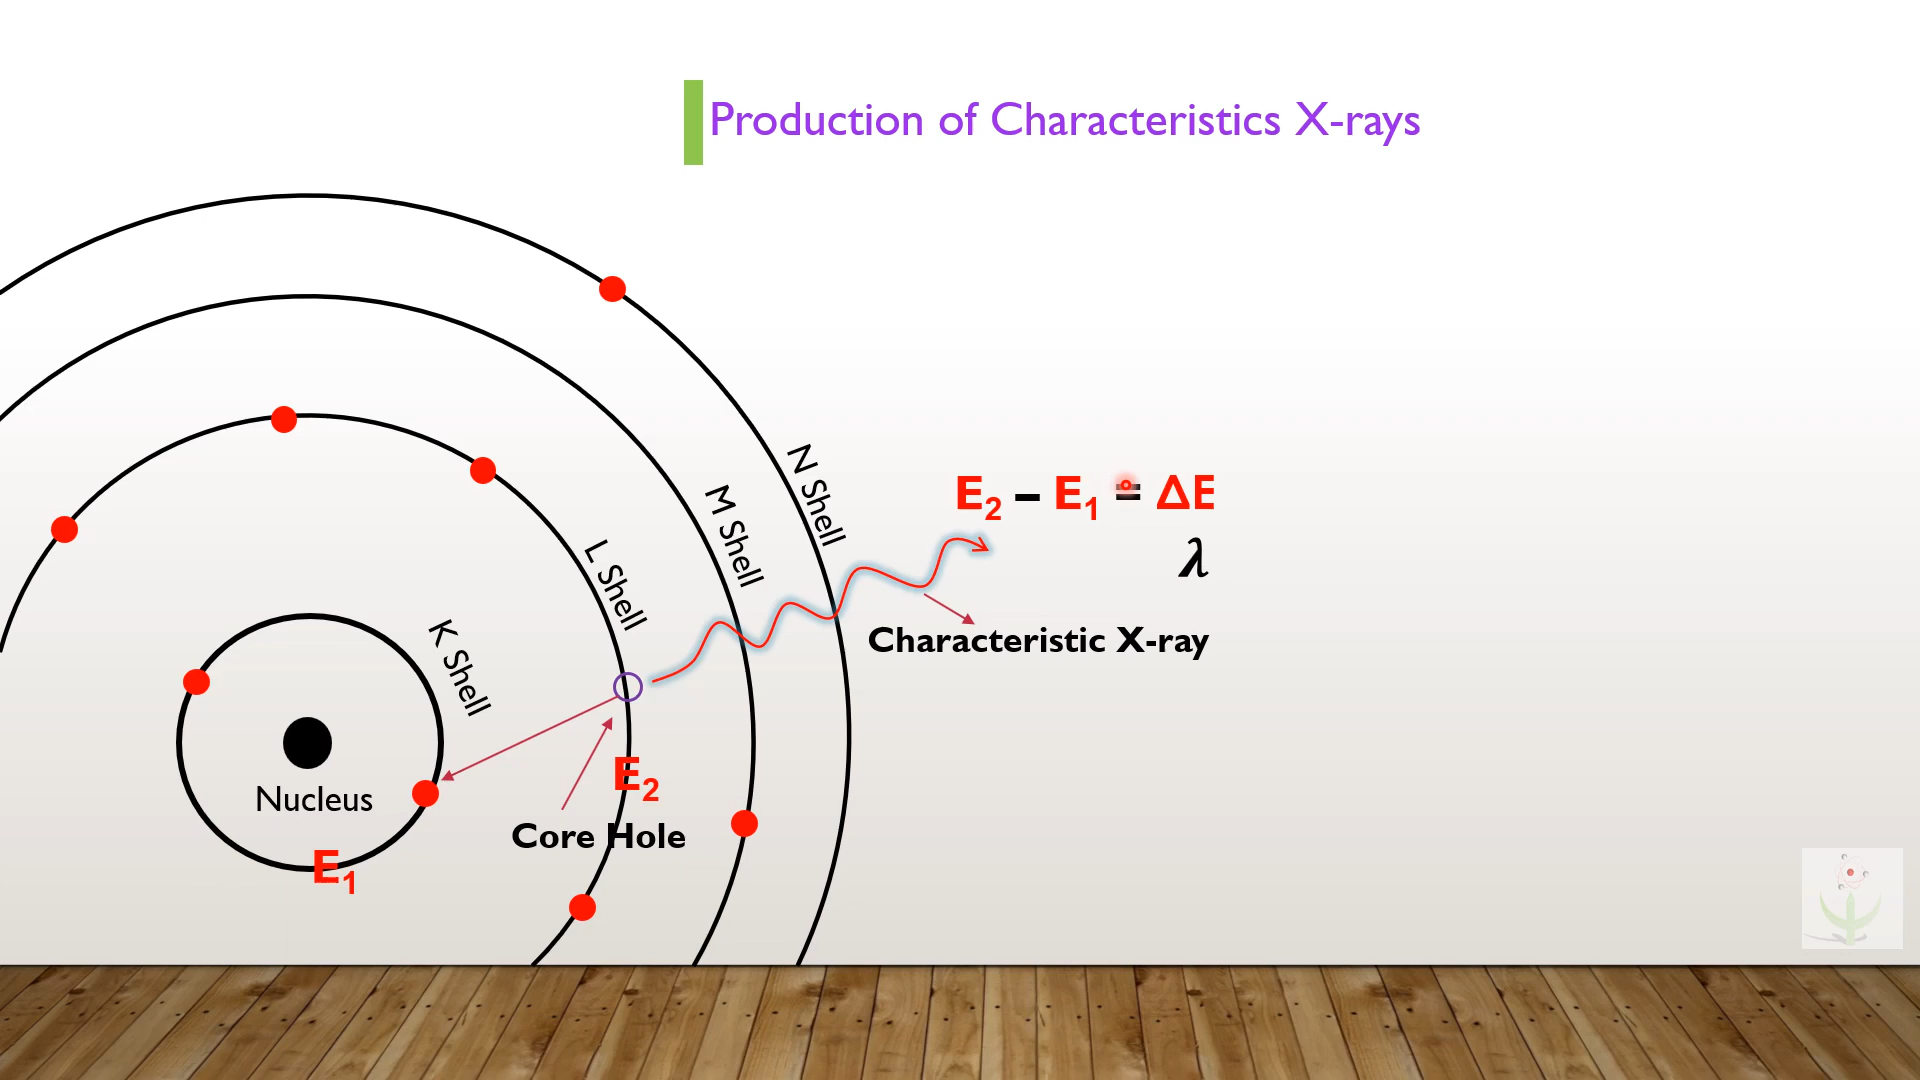 Production of Characteristics X-rays
N Shell
M Shell
L Shell
K Shell
E₂ – E₁ = ΔE
λ
Characteristic X-ray
Nucleus
E₂
Core Hole
E₁